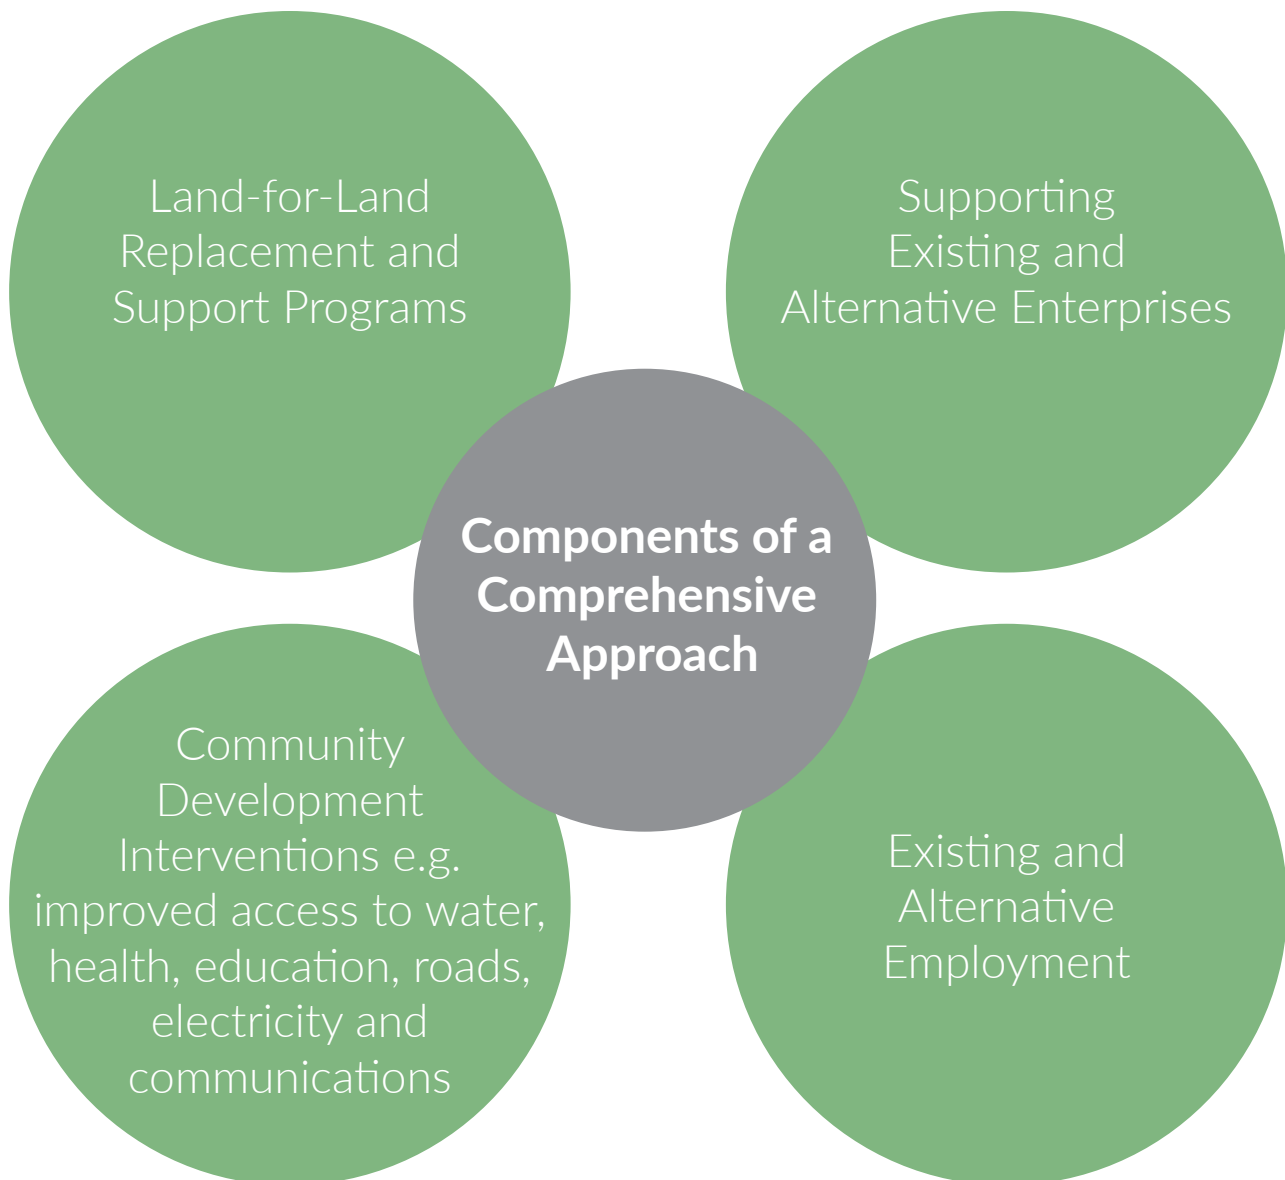 Land-for-Land
Replacement and
Support Programs
Supporting
Existing and
Alternative Enterprises
Components of a
Comprehensive
Approach
Community
Development
Interventions e.g.
improved access to water,
health, education, roads,
electricity and
communications
Existing and
Alternative
Employment